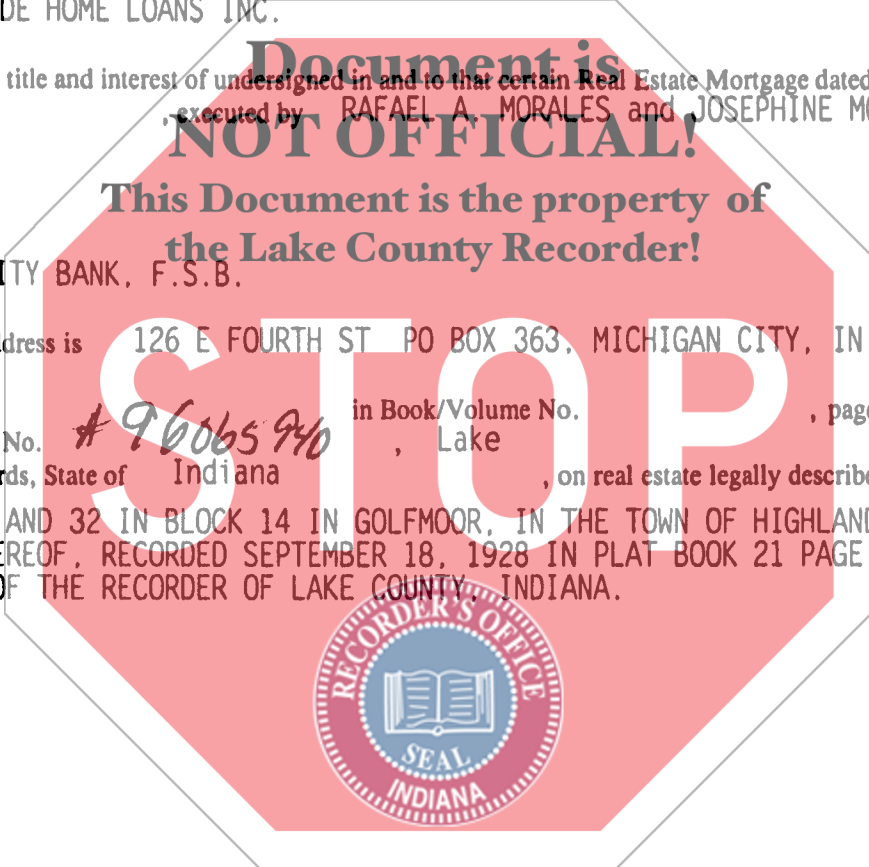 DE HOME LOANS INC.
Document is
title and interest of undersigned in and to that certain Real Estate Mortgage dated
, executed by RAFAEL A. MORALES and JOSEPHINE MO
NOT OFFICIAL!
This Document is the property of
the Lake County Recorder!
ITY BANK, F.S.B.
dress is 126 E FOURTH ST PO BOX 363, MICHIGAN CITY, IN
STOP
in Book/Volume No. , page
No. # 96065940 , Lake
rds, State of Indiana , on real estate legally describe
AND 32 IN BLOCK 14 IN GOLFMOOR, IN THE TOWN OF HIGHLAND
EREOF, RECORDED SEPTEMBER 18, 1928 IN PLAT BOOK 21 PAGE
OF THE RECORDER OF LAKE COUNTY, INDIANA.
RECORDER'S OFFICE
SEAL
INDIANA